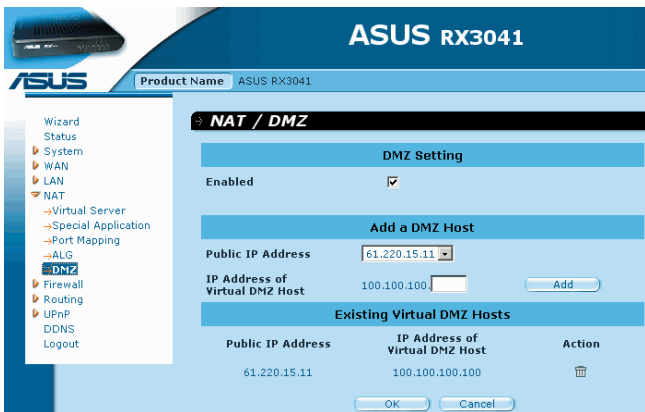 ASUS RX3041
ASUS
Product Name ASUS RX3041
Wizard
Status
System
WAN
LAN
NAT
→Virtual Server
→Special Application
→Port Mapping
→ALG
→DMZ
Firewall
Routing
UPnP
DDNS
Logout
NAT / DMZ
DMZ Setting
Enabled
Add a DMZ Host
Public IP Address 61.220.15.11
IP Address of
Virtual DMZ Host 100.100.100. Add
Existing Virtual DMZ Hosts
Public IP Address IP Address of
Virtual DMZ Host Action
61.220.15.11 100.100.100.100
OK Cancel